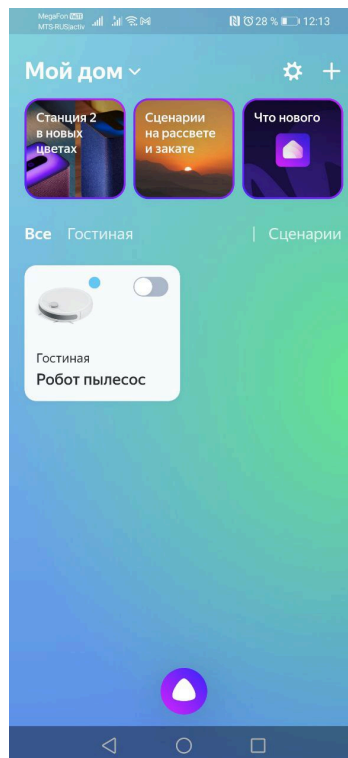 MegaFon VoLTE
MTS-RUS|activ
28 % 12:13
Мой дом
Станция 2
в новых
цветах
Сценарии
на рассвете
и закате
Что нового
Все Гостиная | Сценарии
Гостиная
Робот пылесос